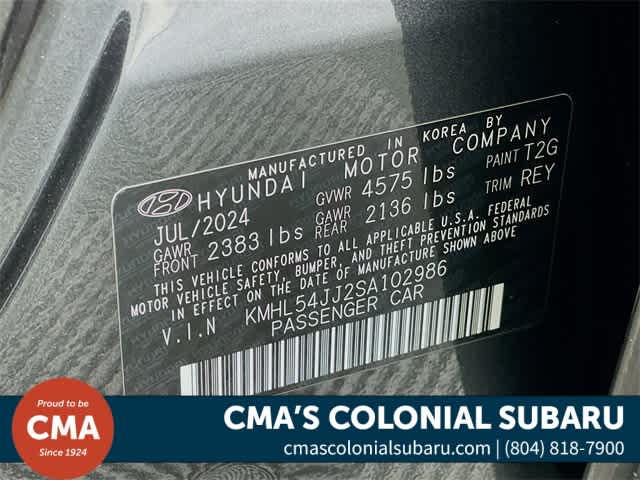 MANUFACTURED IN KOREA BY
HYUNDAI MOTOR COMPANY
JUL/2024 GVWR 4575 lbs PAINT T2G
GAWR FRONT 2383 lbs GAWR REAR 2136 lbs TRIM REY
THIS VEHICLE CONFORMS TO ALL APPLICABLE U.S.A. FEDERAL
MOTOR VEHICLE SAFETY, BUMPER, AND THEFT PREVENTION STANDARDS
IN EFFECT ON THE DATE OF MANUFACTURE SHOWN ABOVE
V.I.N KMHL54JJ2SA102986
PASSENGER CAR
Proud to be
CMA
Since 1924
CMA'S COLONIAL SUBARU
cmascolonialsubaru.com | (804) 818-7900